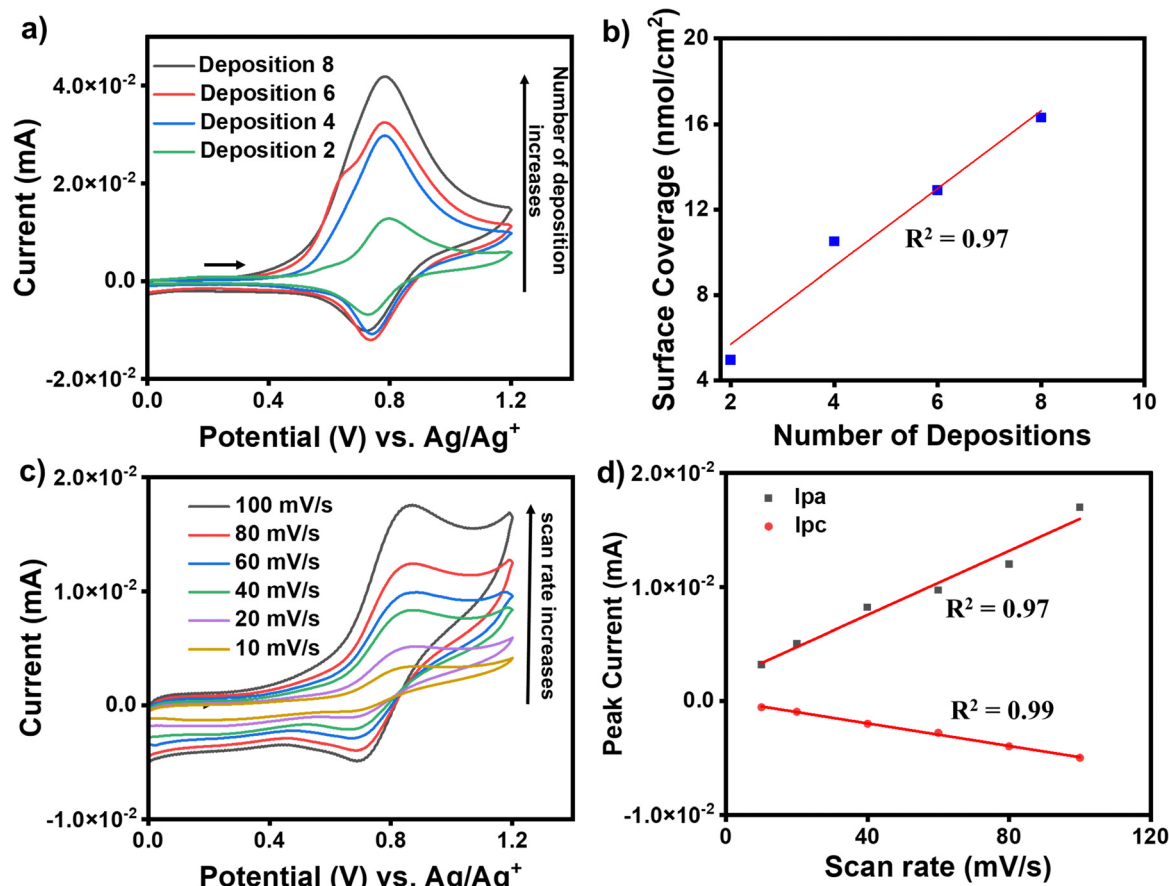 a)
Deposition 8
Deposition 6
Deposition 4
Deposition 2
Number of deposition
increases
4.0×10⁻²
2.0×10⁻²
0.0
-2.0×10⁻²
Current (mA)
0.0 0.4 0.8 1.2
Potential (V) vs. Ag/Ag⁺
b)
20
16
12
8
4
Surface Coverage (nmol/cm²)
R² = 0.97
2 4 6 8 10
Number of Depositions
c)
100 mV/s
80 mV/s
60 mV/s
40 mV/s
20 mV/s
10 mV/s
scan rate increases
2.0×10⁻²
1.0×10⁻²
0.0
-1.0×10⁻²
Current (mA)
0.0 0.4 0.8 1.2
Potential (V) vs. Ag/Ag⁺
d)
Ipa
Ipc
2.0×10⁻²
1.0×10⁻²
0.0
-1.0×10⁻²
Peak Current (mA)
R² = 0.97
R² = 0.99
0 40 80 120
Scan rate (mV/s)